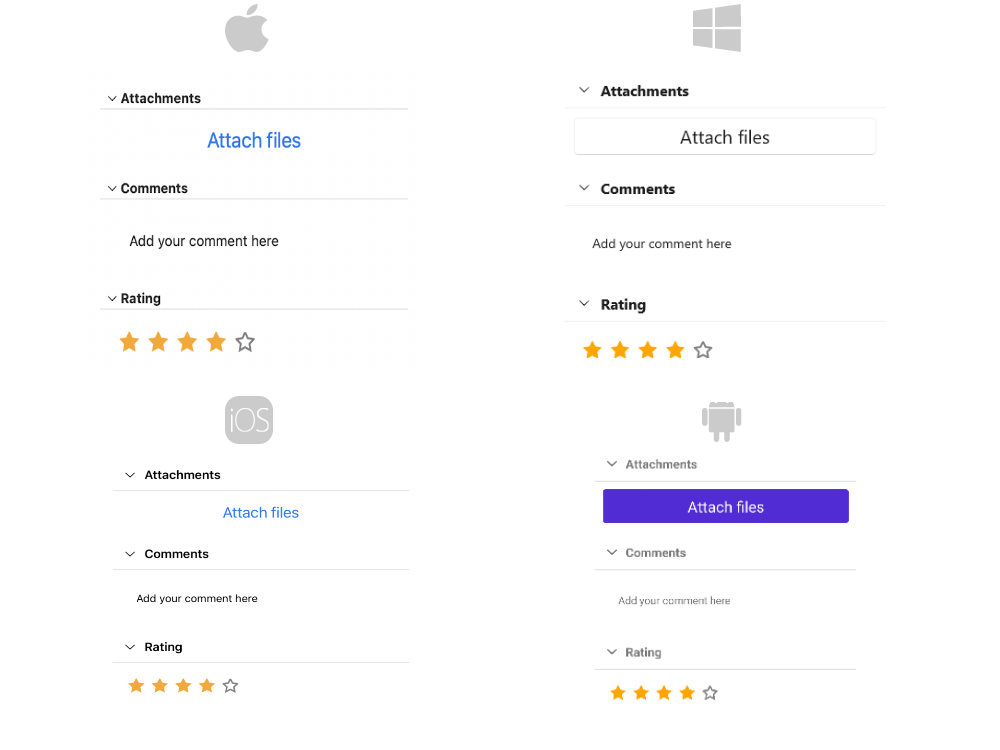 Attachments
Attach files
Comments
Add your comment here
Rating
Attachments
Attach files
Comments
Add your comment here
Rating
iOS
Attachments
Attach files
Comments
Add your comment here
Rating
Attachments
Attach files
Comments
Add your comment here
Rating